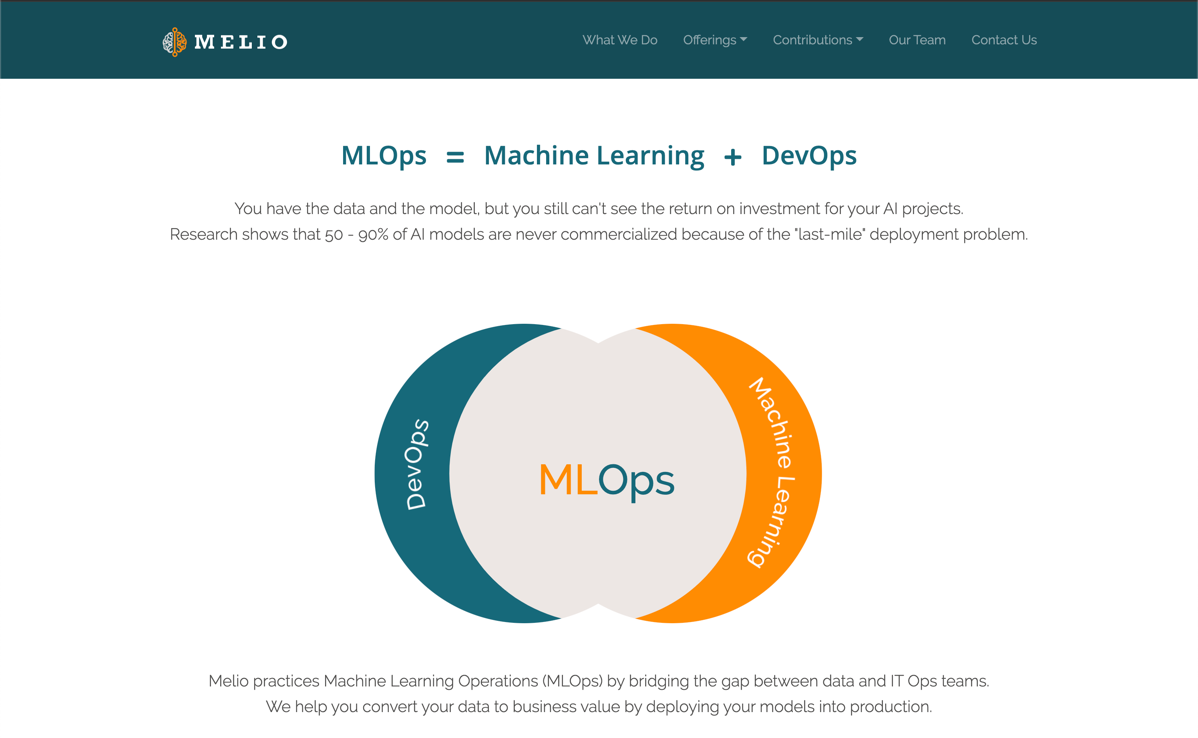 MELIO
What We Do Offerings Contributions Our Team Contact Us
MLOps = Machine Learning + DevOps
You have the data and the model, but you still can't see the return on investment for your AI projects.
Research shows that 50 - 90% of AI models are never commercialized because of the "last-mile" deployment problem.
DevOps
MLOps
Machine Learning
Melio practices Machine Learning Operations (MLOps) by bridging the gap between data and IT Ops teams.
We help you convert your data to business value by deploying your models into production.